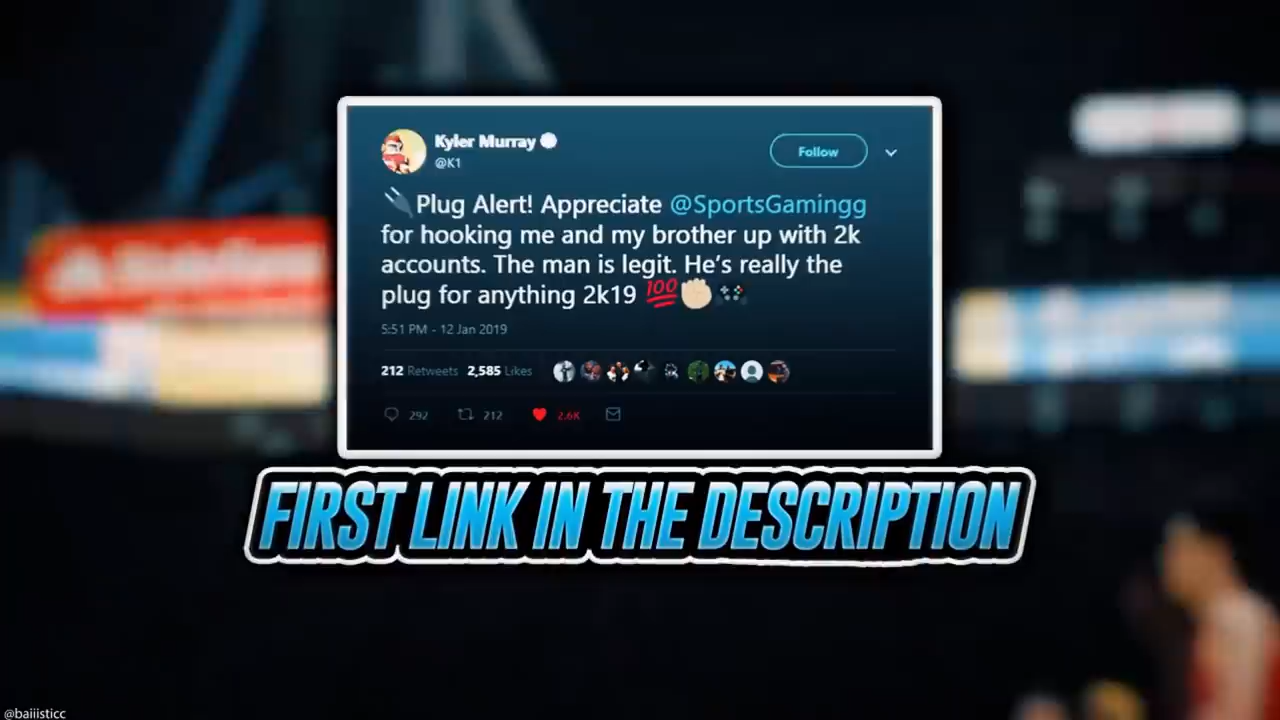 Kyler Murray
@K1
Follow
Plug Alert! Appreciate @SportsGamingg
for hooking me and my brother up with 2k
accounts. The man is legit. He’s really the
plug for anything 2k19 💯✊🏼🎮
5:51 PM - 12 Jan 2019
212 Retweets 2,585 Likes
292 212 2.6K
FIRST LINK IN THE DESCRIPTION
@baiiisticc